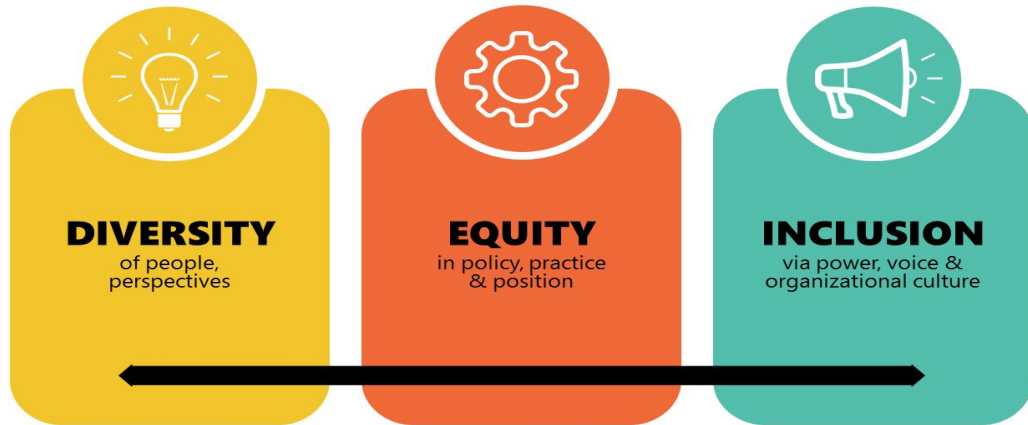 DIVERSITY
of people,
perspectives
EQUITY
in policy, practice
& position
INCLUSION
via power, voice &
organizational culture